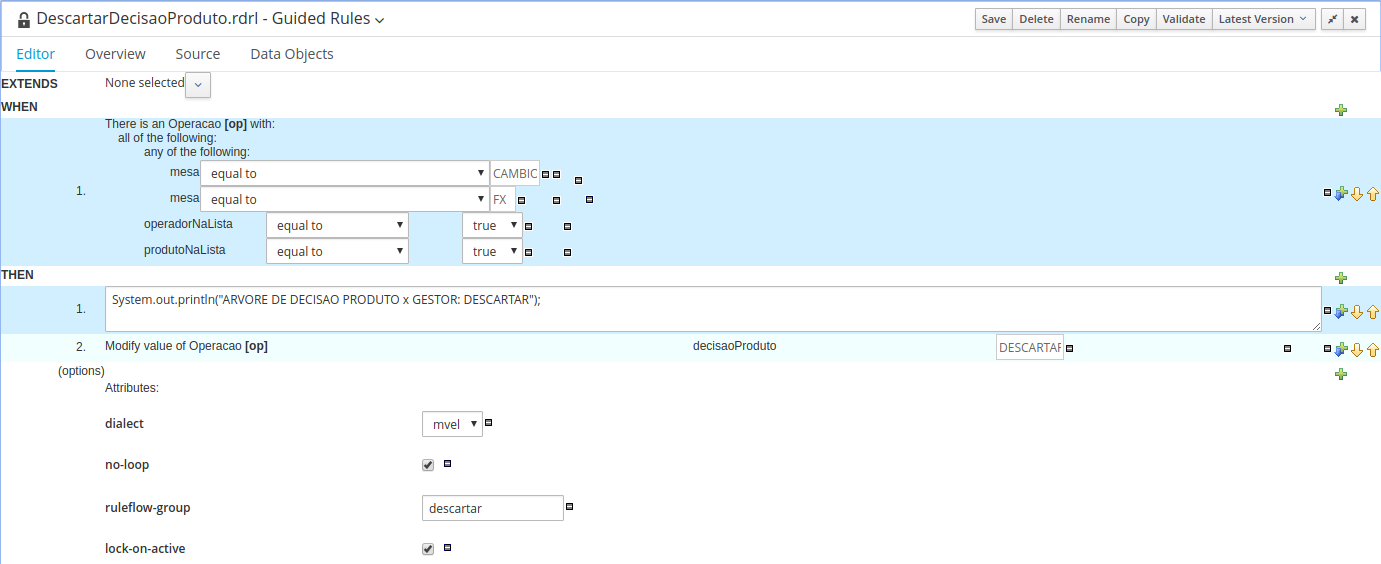 DescartarDecisaoProduto.rdrl - Guided Rules
Save Delete Rename Copy Validate Latest Version
Editor Overview Source Data Objects
EXTENDS None selected
WHEN
There is an Operacao [op] with:
all of the following:
any of the following:
mesa equal to CAMBIO
1.
mesa equal to FX
operadorNaLista equal to true
produtoNaLista equal to true
THEN
1. System.out.println("ARVORE DE DECISAO PRODUTO x GESTOR: DESCARTAR");
2. Modify value of Operacao [op] decisaoProduto DESCARTAR
(options)
Attributes:
dialect mvel
no-loop
ruleflow-group descartar
lock-on-active